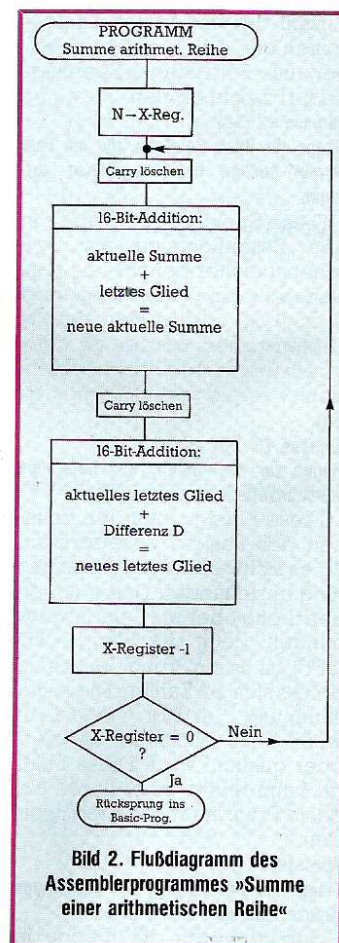 PROGRAMM
Summe arithmet. Reihe
N→X-Reg.
Carry löschen
16-Bit-Addition:
aktuelle Summe
+
letztes Glied
=
neue aktuelle Summe
Carry löschen
16-Bit-Addition:
aktuelles letztes Glied
+
Differenz D
=
neues letztes Glied
X-Register -1
X-Register = 0
?
Nein
Ja
Rücksprung ins
Basic-Prog.
Bild 2. Flußdiagramm des
Assemblerprogrammes »Summe
einer arithmetischen Reihe«